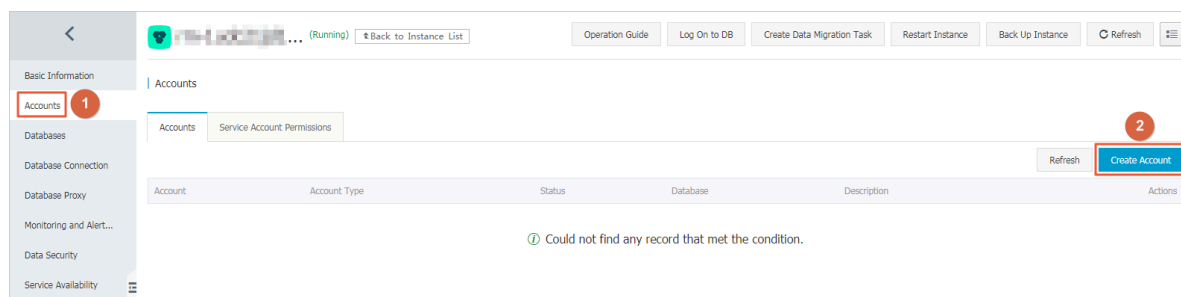 ... (Running) Back to Instance List Operation Guide Log On to DB Create Data Migration Task Restart Instance Back Up Instance Refresh
Basic Information
Accounts 1
Databases
Database Connection
Database Proxy
Monitoring and Alert...
Data Security
Service Availability
Accounts
Accounts Service Account Permissions
2
Refresh Create Account
Account Account Type Status Database Description Actions
Could not find any record that met the condition.